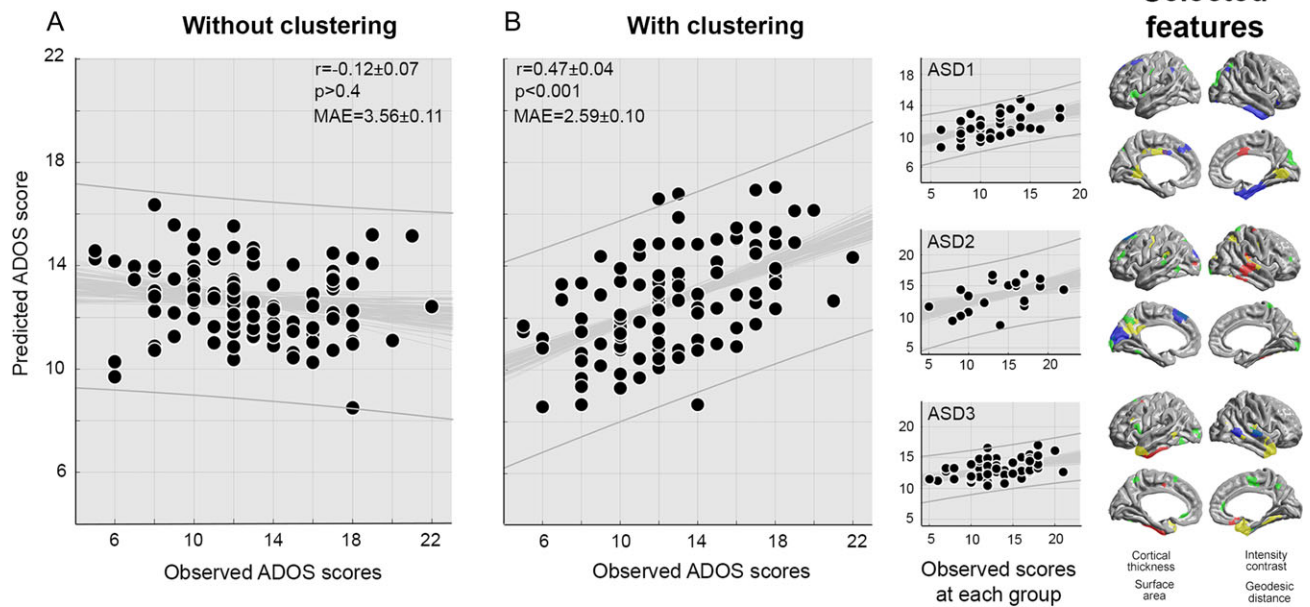 A
Without clustering
B
With clustering
Selected
features
22
18
14
10
6
r=-0.12±0.07
p>0.4
MAE=3.56±0.11
r=0.47±0.04
p<0.001
MAE=2.59±0.10
Predicted ADOS score
6
10
14
18
22
Observed ADOS scores
6
10
14
18
22
Observed ADOS scores
ASD1
18
14
12
10
6
5
10
15
20
ASD2
20
15
10
5
5
10
15
20
ASD3
20
15
10
5
5
10
15
20
Observed scores
at each group
Cortical
thickness
Surface
area
Intensity
contrast
Geodesic
distance